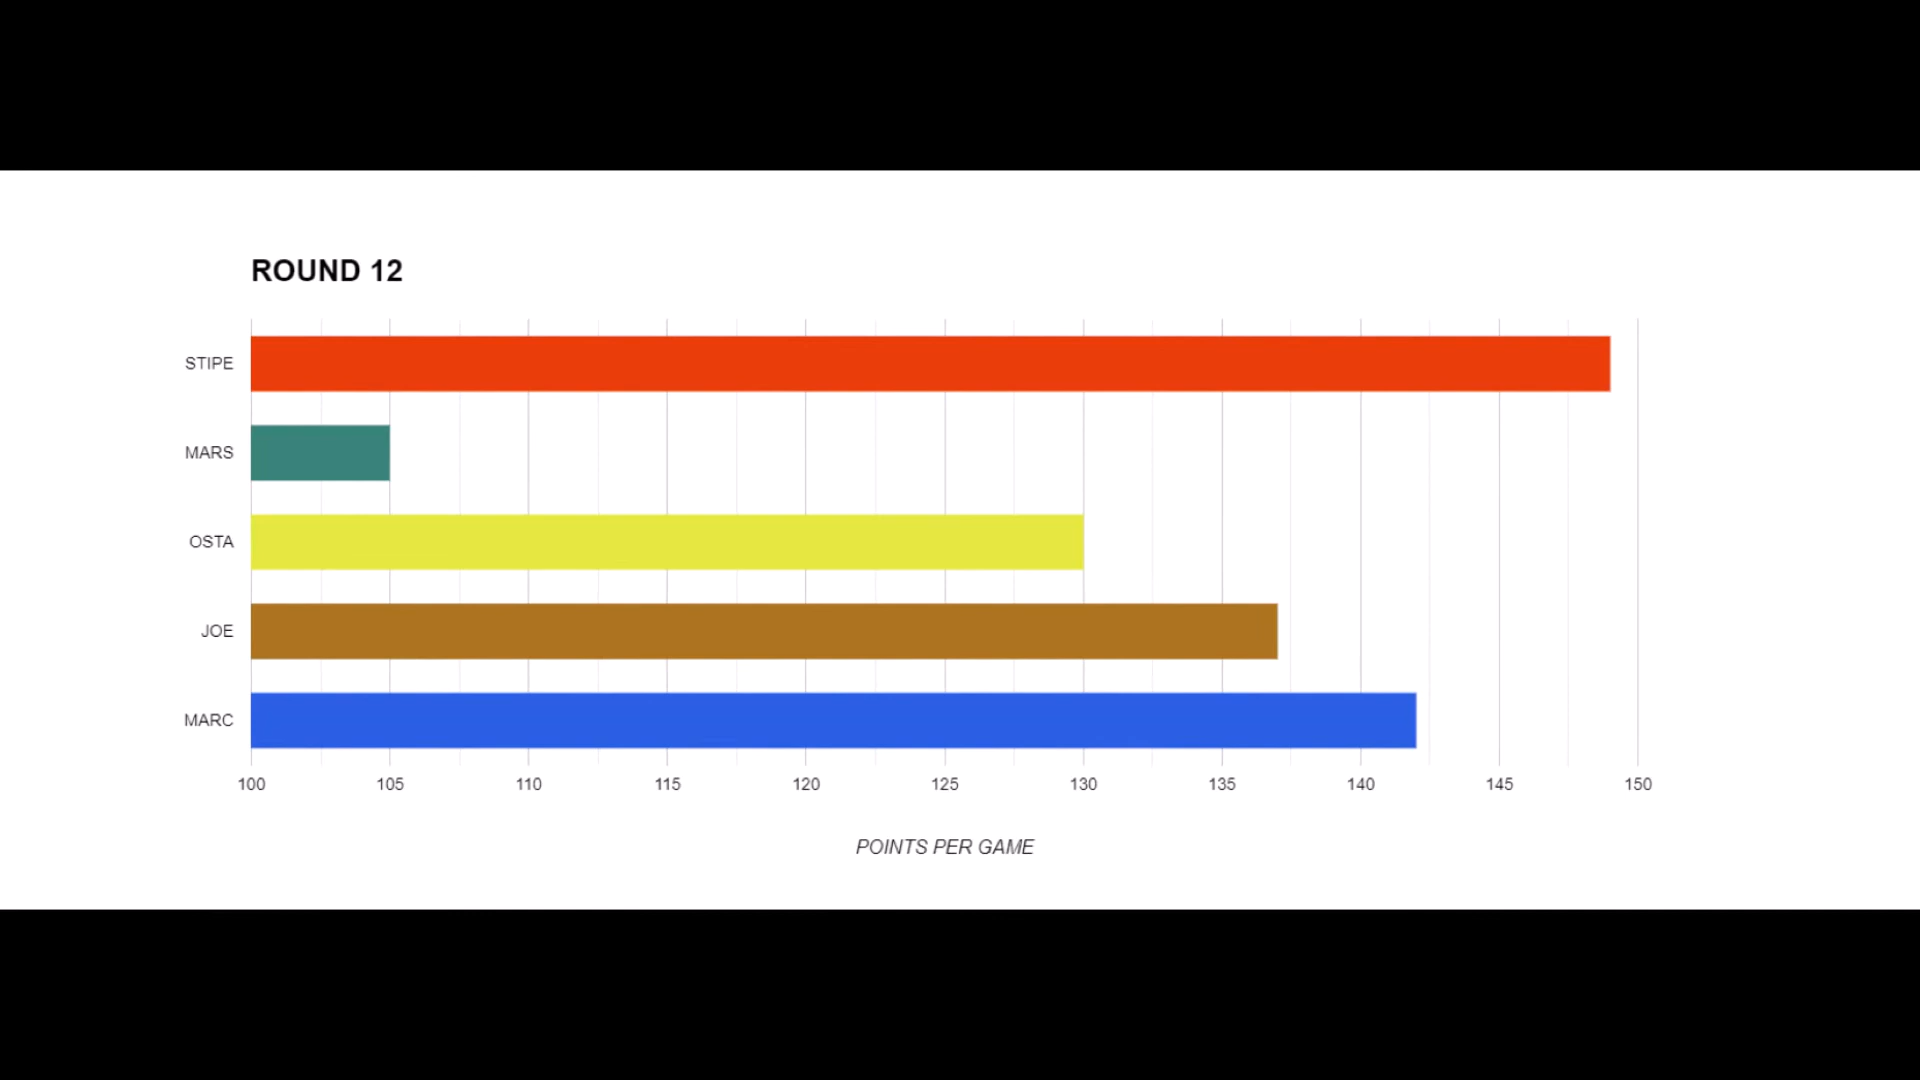 ROUND 12
STIPE
MARS
OSTA
JOE
MARC
100 105 110 115 120 125 130 135 140 145 150
POINTS PER GAME